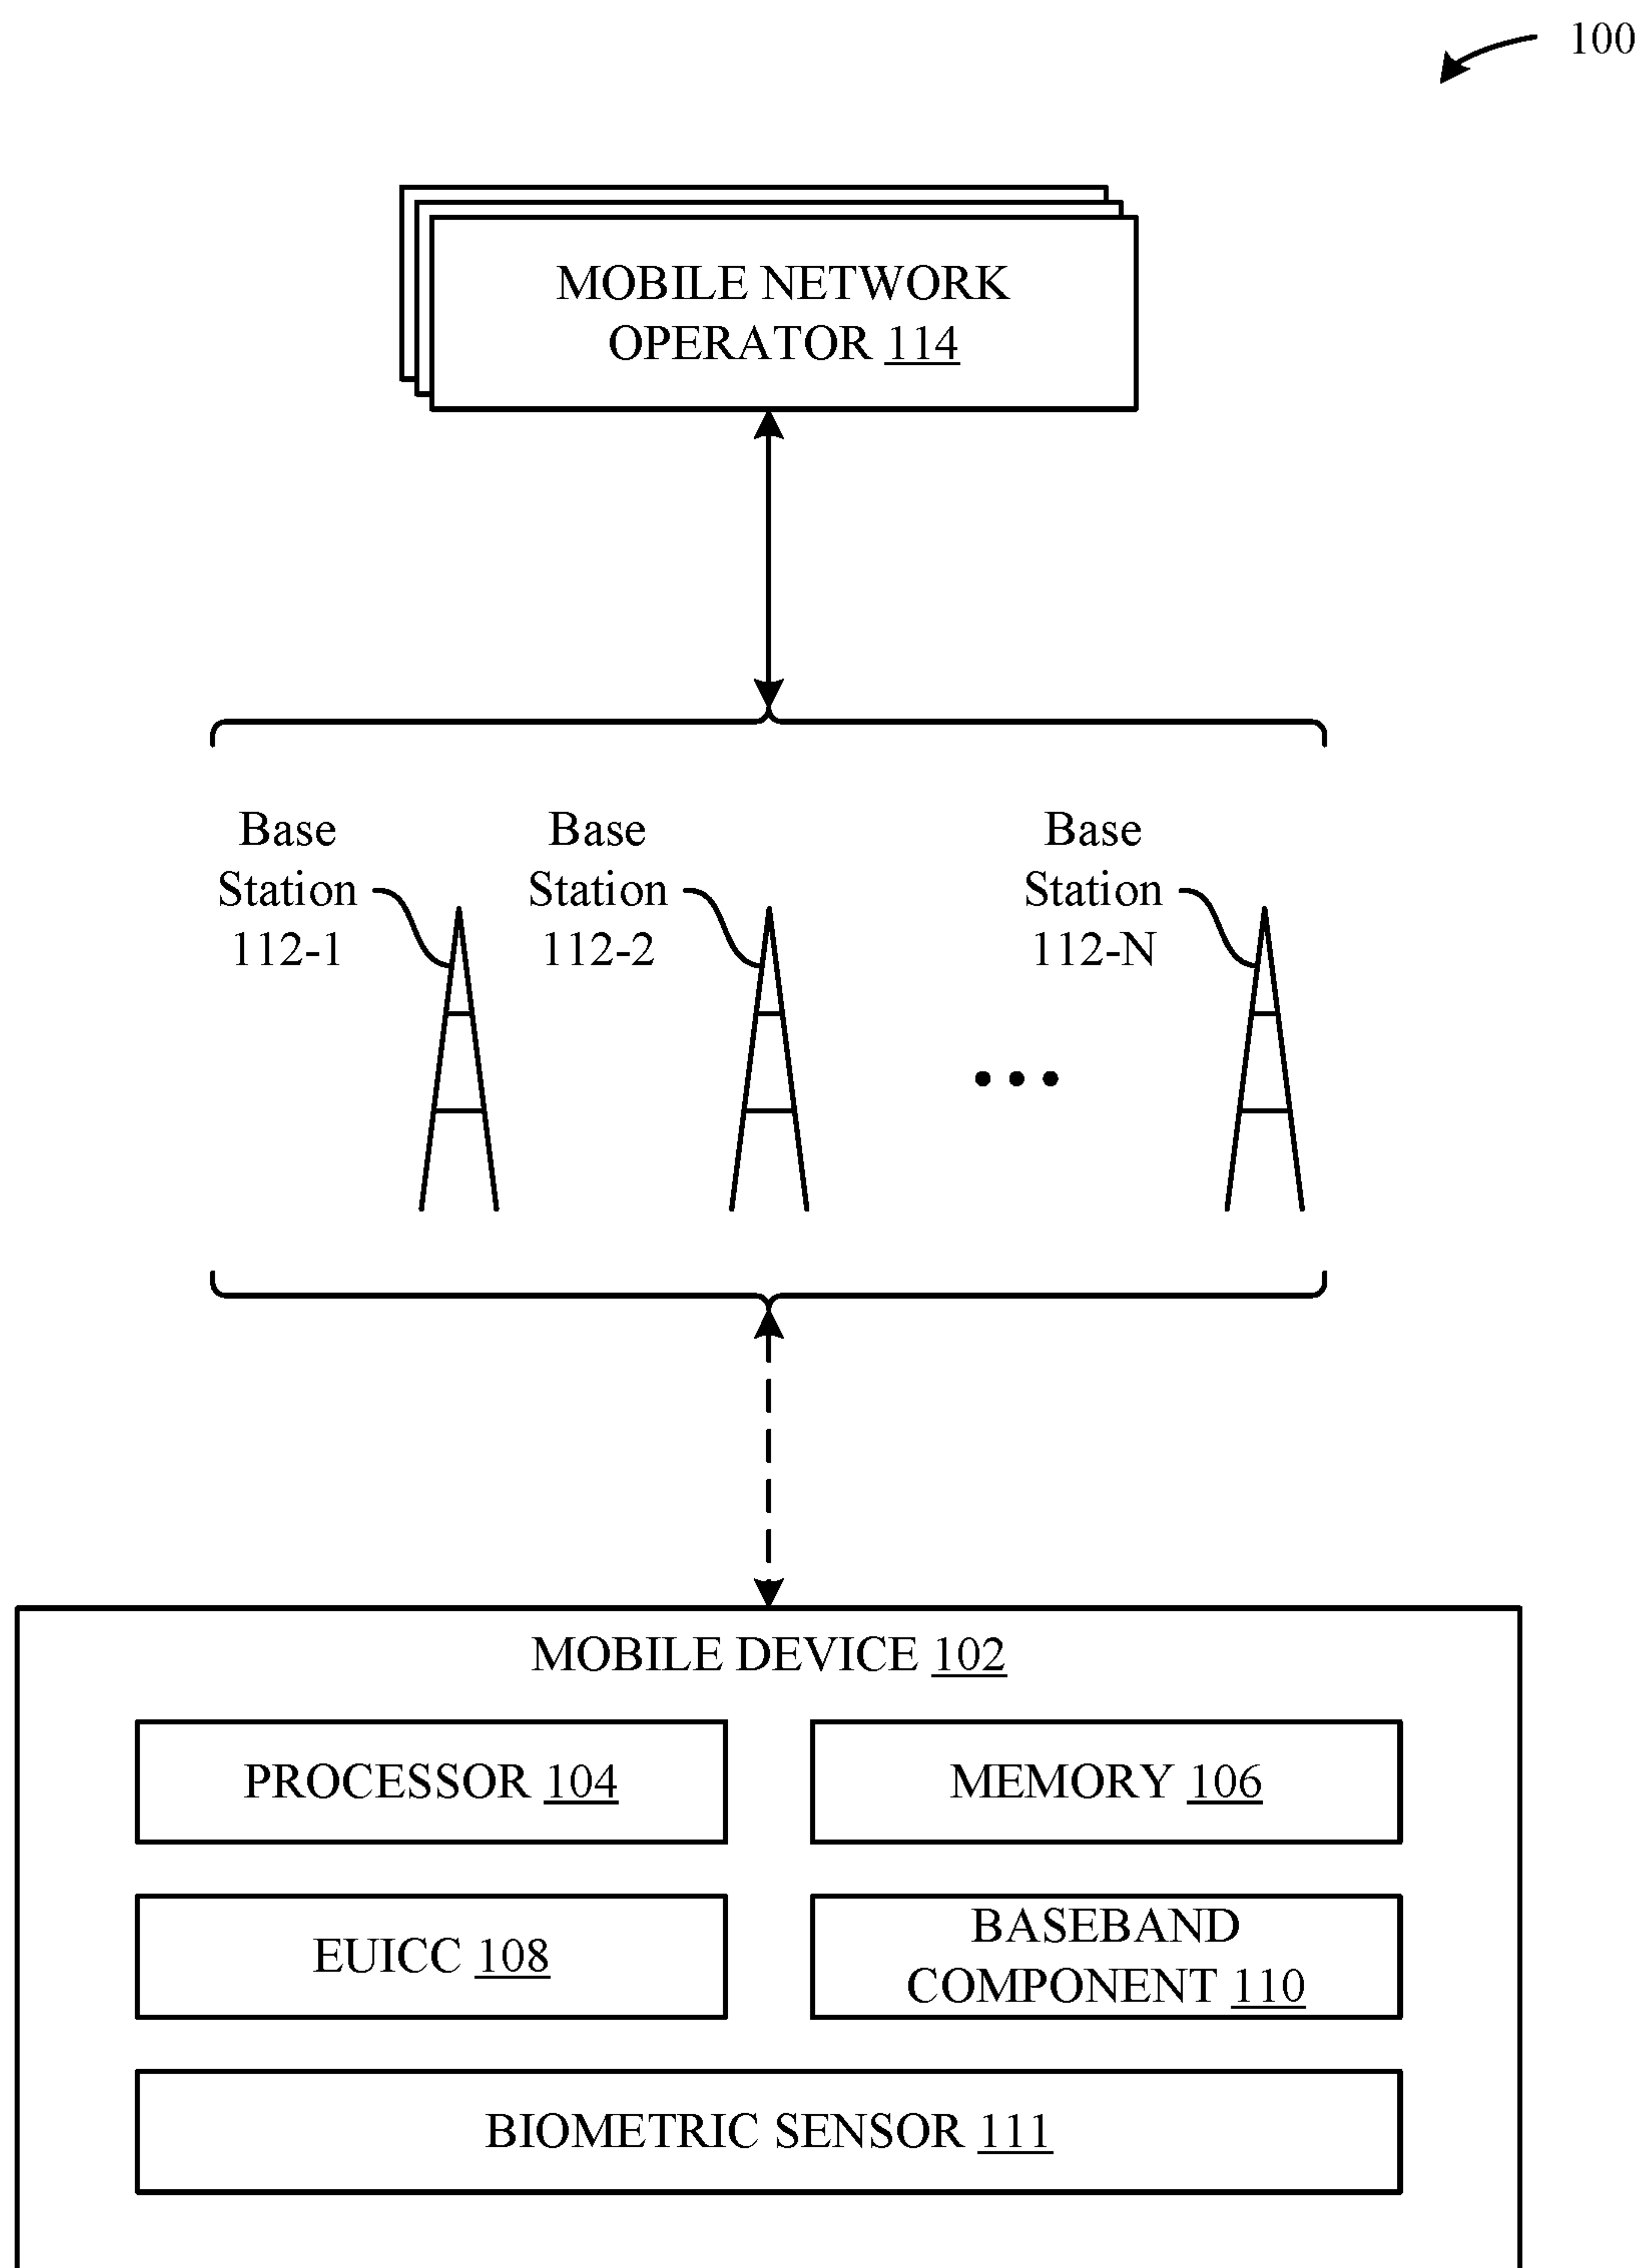 100
MOBILE NETWORK
OPERATOR 114
Base
Station
112-1
Base
Station
112-2
Base
Station
112-N
MOBILE DEVICE 102
PROCESSOR 104
MEMORY 106
EUICC 108
BASEBAND
COMPONENT 110
BIOMETRIC SENSOR 111